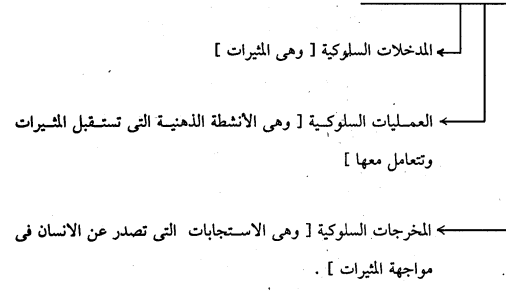 المدخلات السلوكية [ وهى المثيرات ]
العمليات السلوكية [ وهى الأنشطة الذهنية التى تستقبل المثيرات
وتتعامل معها ]
المخرجات السلوكية [ وهى الاستجابات التى تصدر عن الانسان فى
مواجهة المثيرات ] .